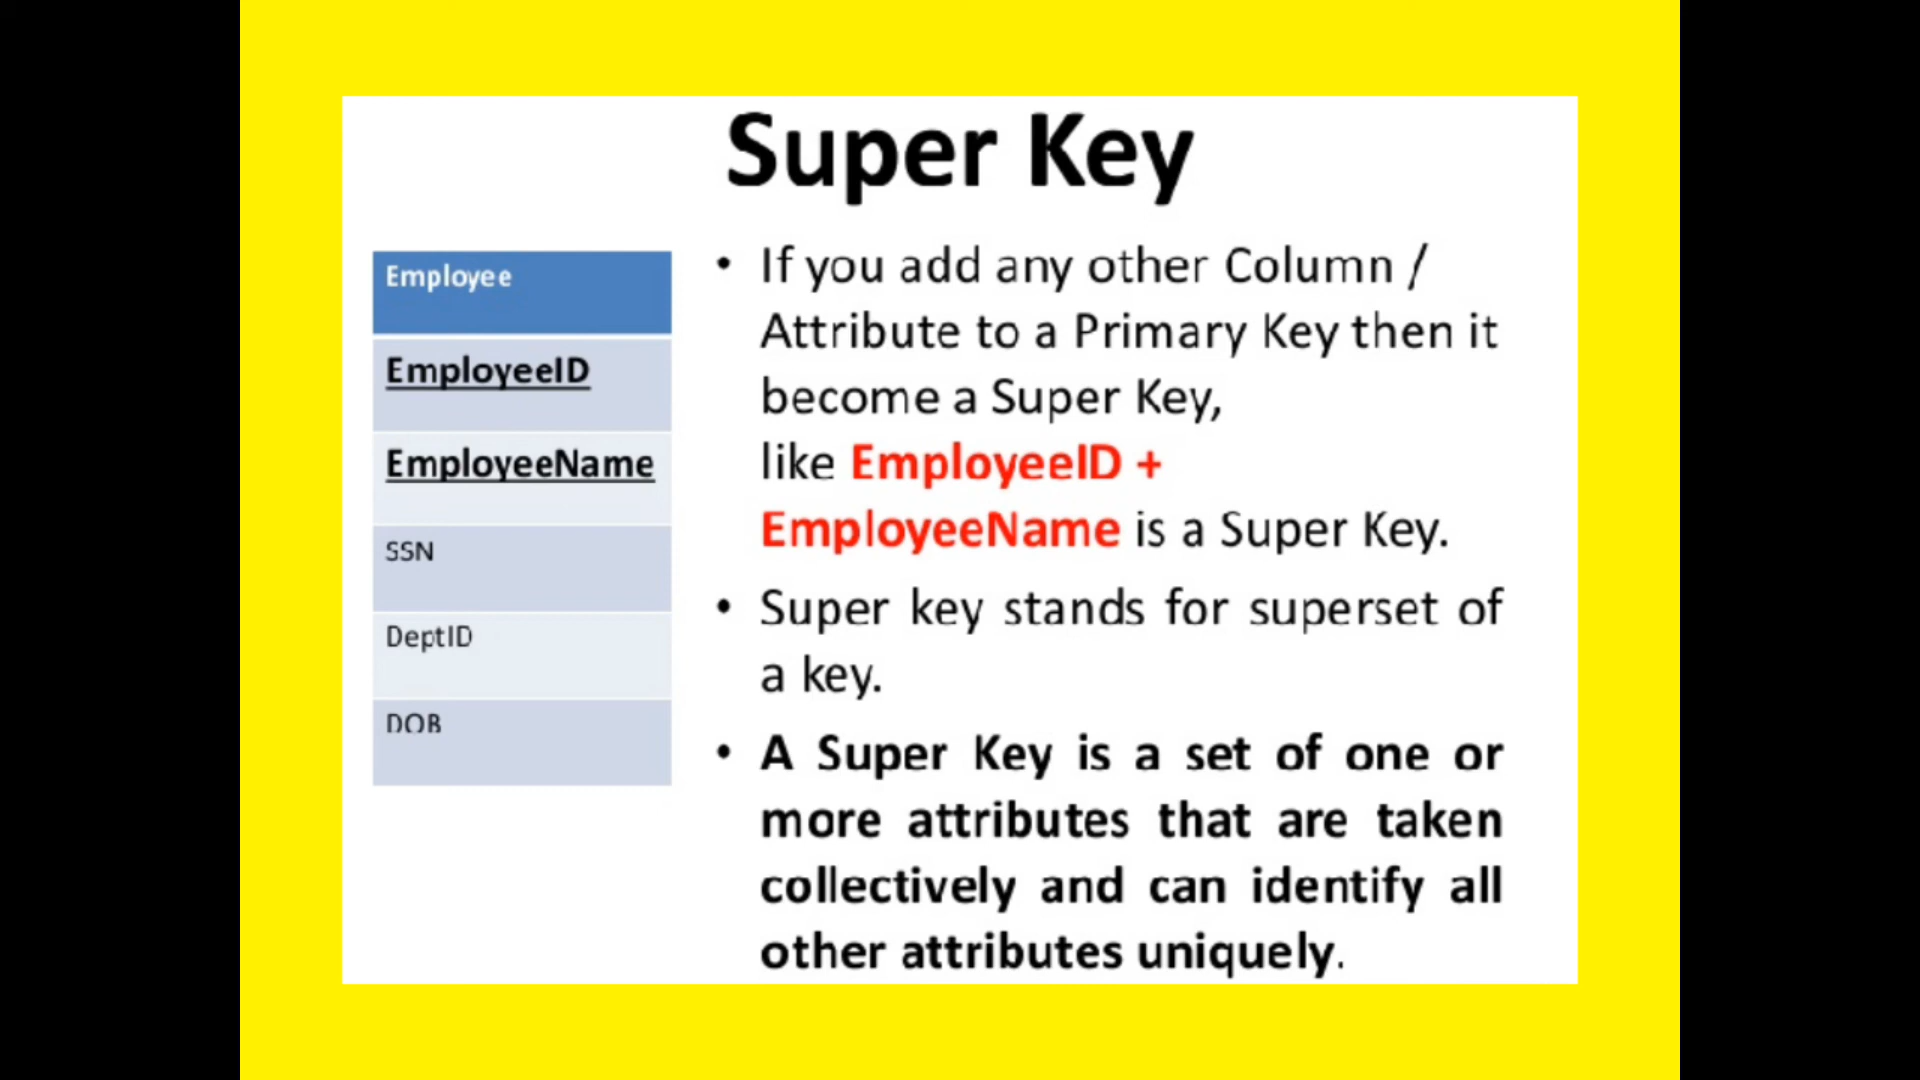 Super Key
Employee
EmployeeID
EmployeeName
SSN
DeptID
DOB
• If you add any other Column /
Attribute to a Primary Key then it
become a Super Key,
like EmployeeID +
EmployeeName is a Super Key.
• Super key stands for superset of
a key.
• A Super Key is a set of one or
more attributes that are taken
collectively and can identify all
other attributes uniquely.